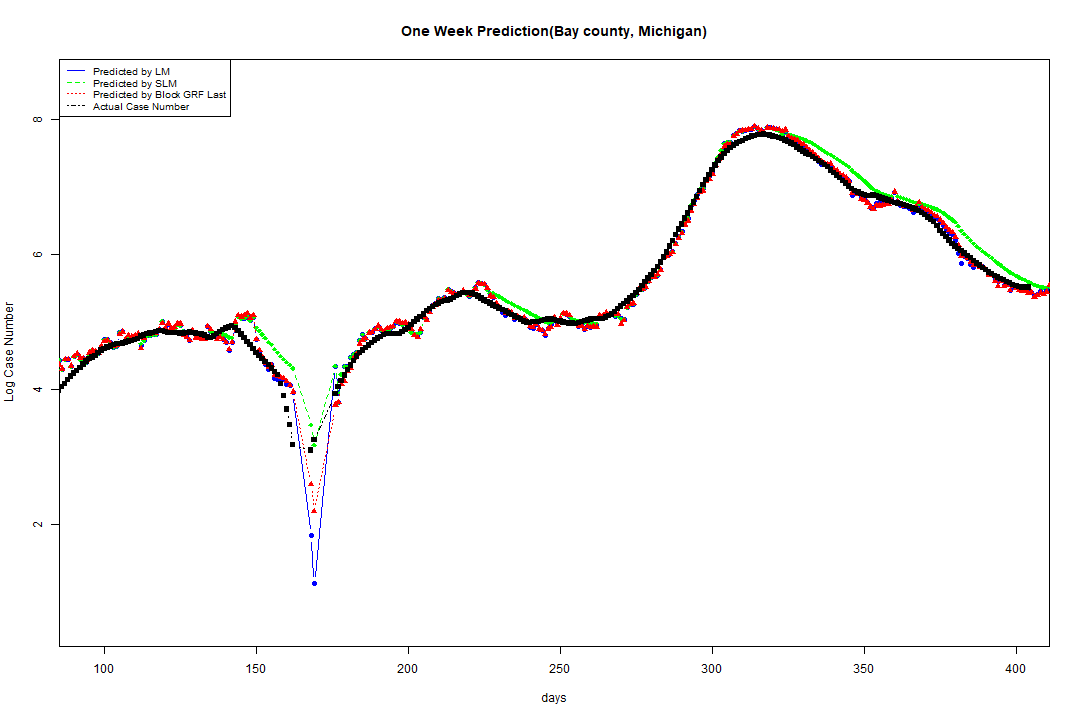 One Week Prediction(Bay county, Michigan)
Predicted by LM
Predicted by SLM
Predicted by Block GRF Last
Actual Case Number
8
6
4
2
Log Case Number
100 150 200 250 300 350 400
days